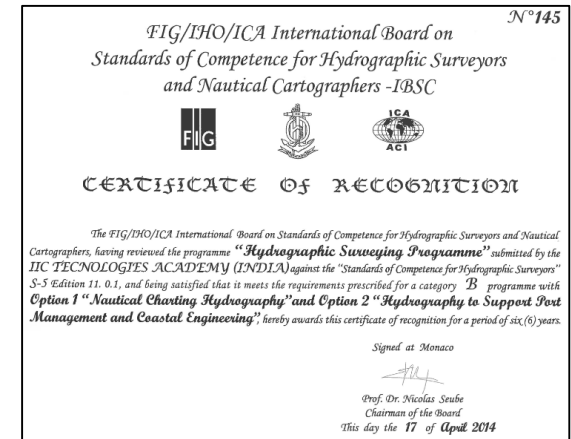 N°145
FIG/IHO/ICA International Board on
Standards of Competence for Hydrographic Surveyors
and Nautical Cartographers -IBSC
FIG
ICA
ACI
CERTIFICATE OF RECOGNITION
The FIG/IHO/ICA International Board on Standards of Competence for Hydrographic Surveyors and Nautical
Cartographers, having reviewed the programme "Hydrographic Surveying Programme" submitted by the
IIC TECNOLOGIES ACADEMY (INDIA) against the "Standards of Competence for Hydrographic Surveyors"
S-5 Edition 11. 0.1, and being satisfied that it meets the requirements prescribed for a category B programme with
Option 1 "Nautical Charting Hydrography"and Option 2 "Hydrography to Support Port
Management and Coastal Engineering", hereby awards this certificate of recognition for a period of six (6) years.
Signed at Monaco
Prof. Dr. Nicolas Seube
Chairman of the Board
This day the 17 of April 2014